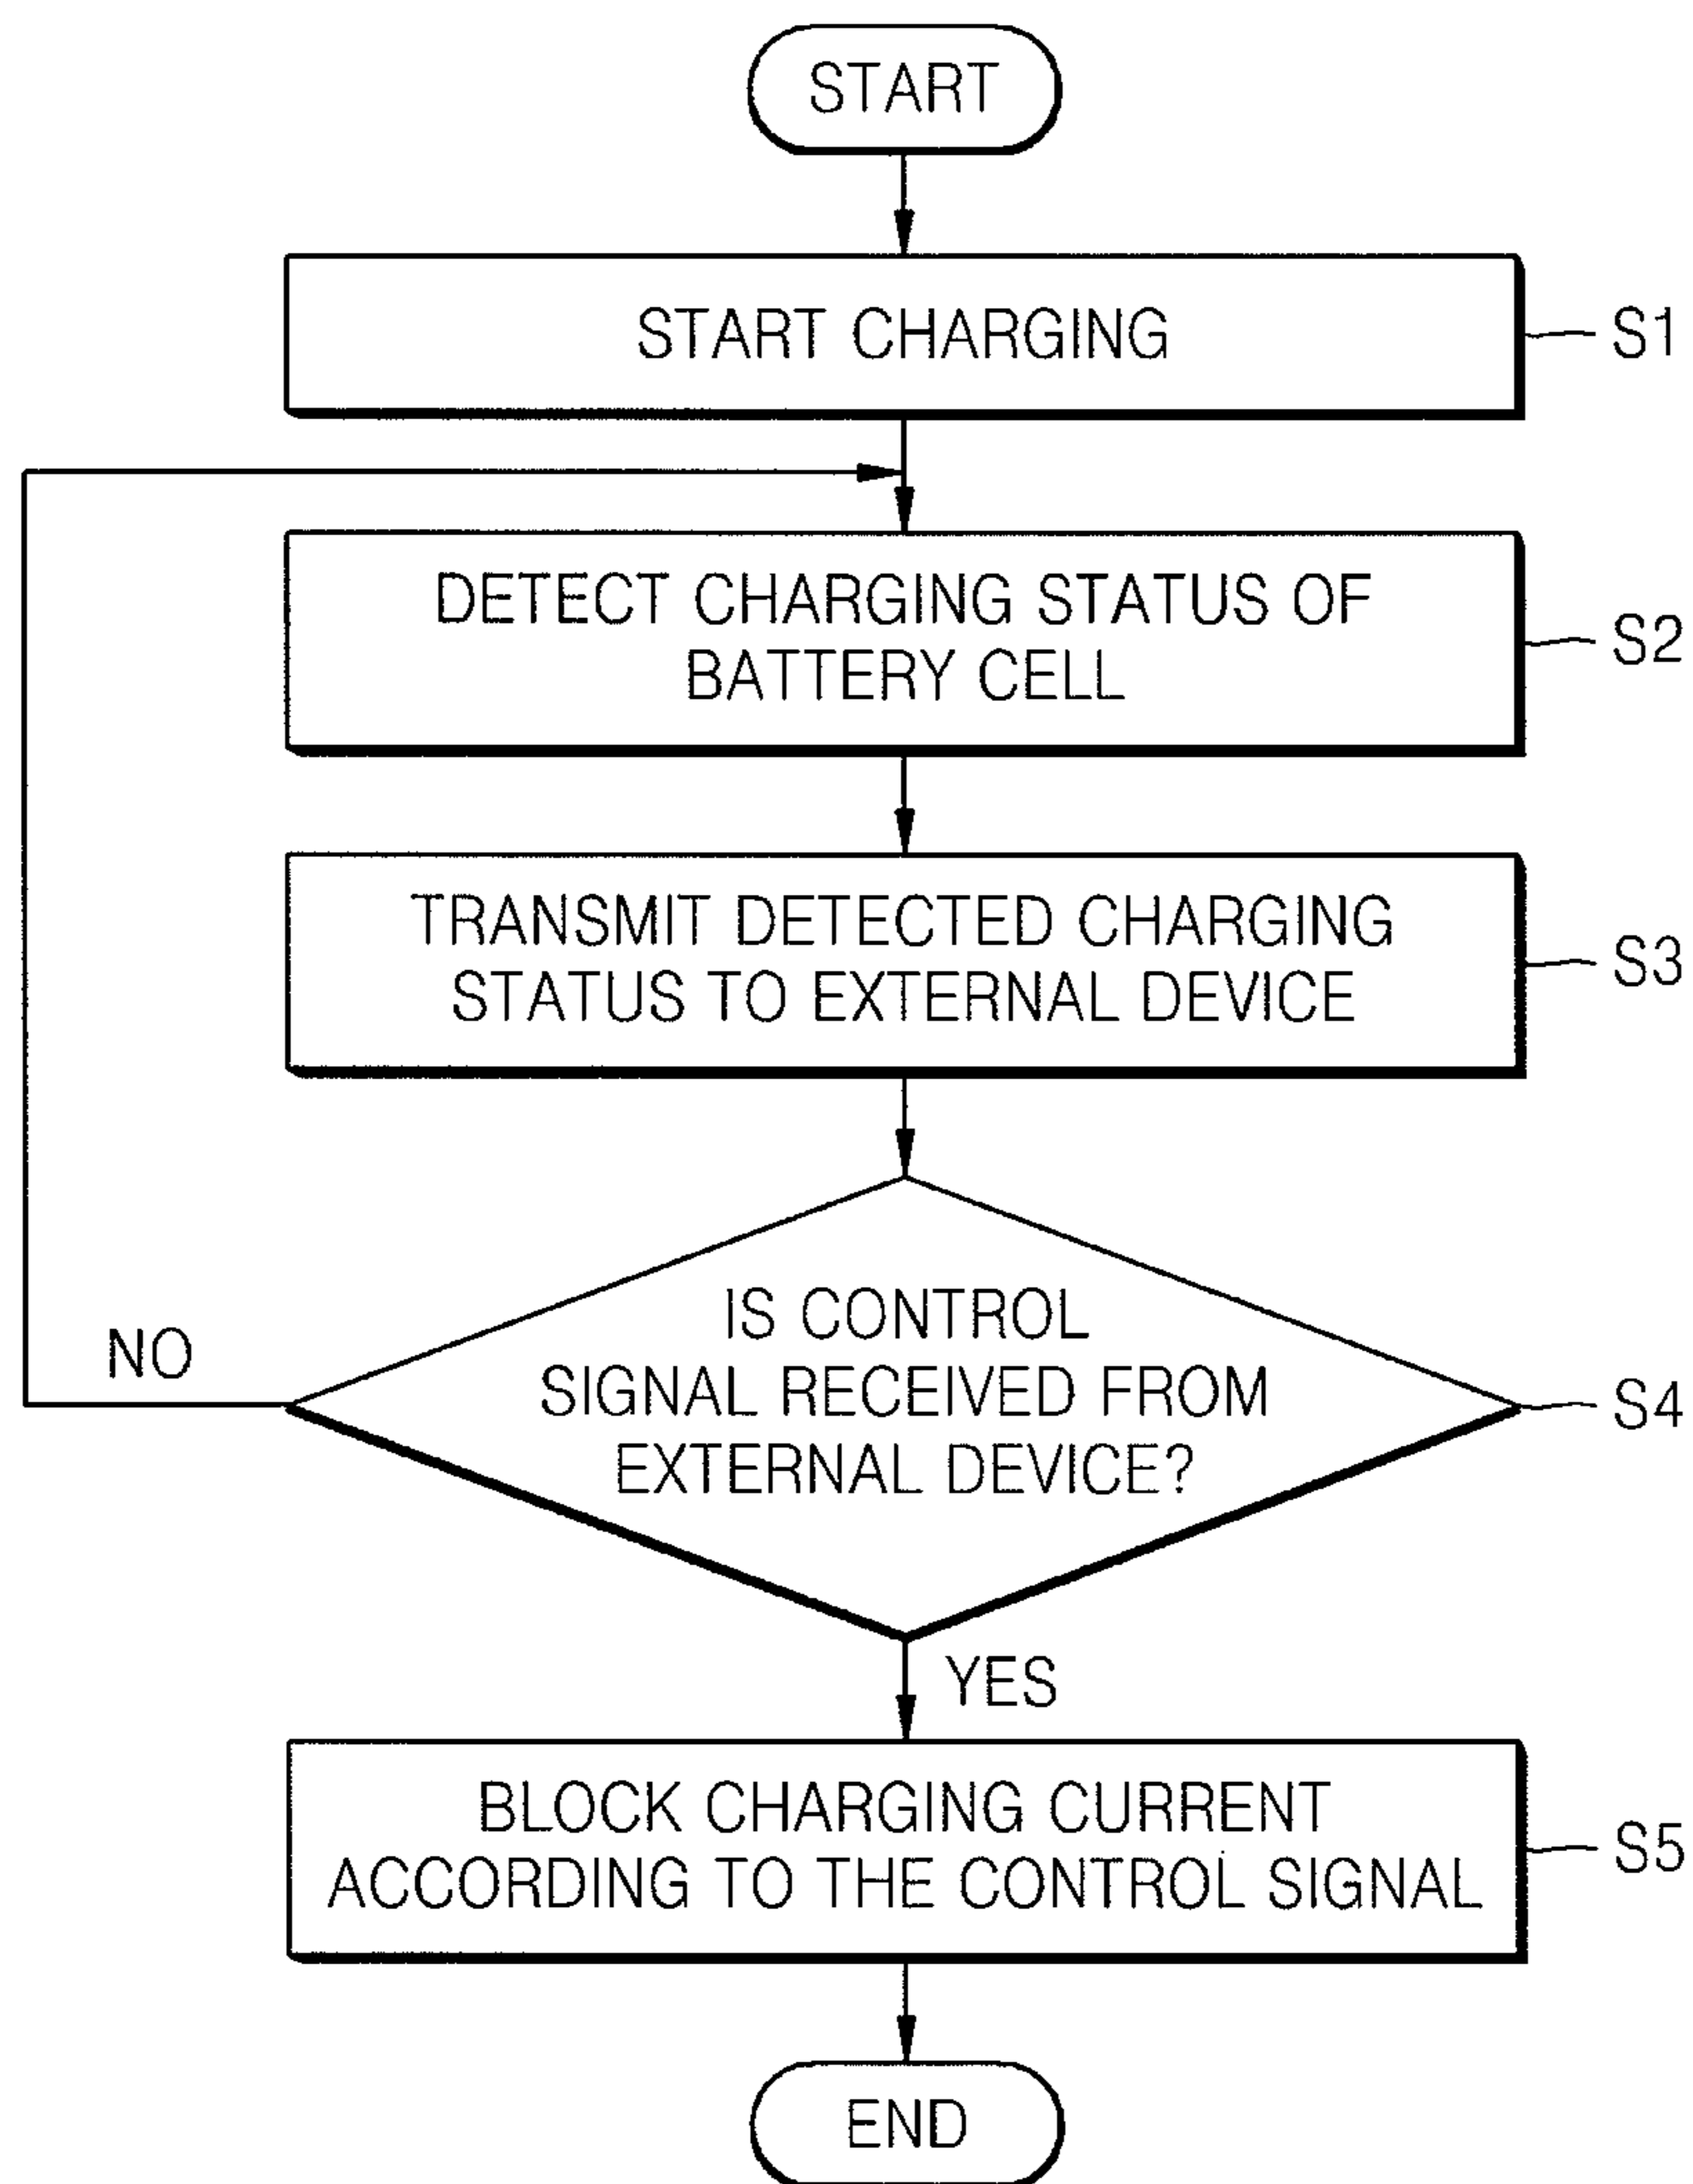 START
START CHARGING
S1
DETECT CHARGING STATUS OF
BATTERY CELL
S2
TRANSMIT DETECTED CHARGING
STATUS TO EXTERNAL DEVICE
S3
IS CONTROL
SIGNAL RECEIVED FROM
EXTERNAL DEVICE?
S4
NO
YES
BLOCK CHARGING CURRENT
ACCORDING TO THE CONTROL SIGNAL
S5
END